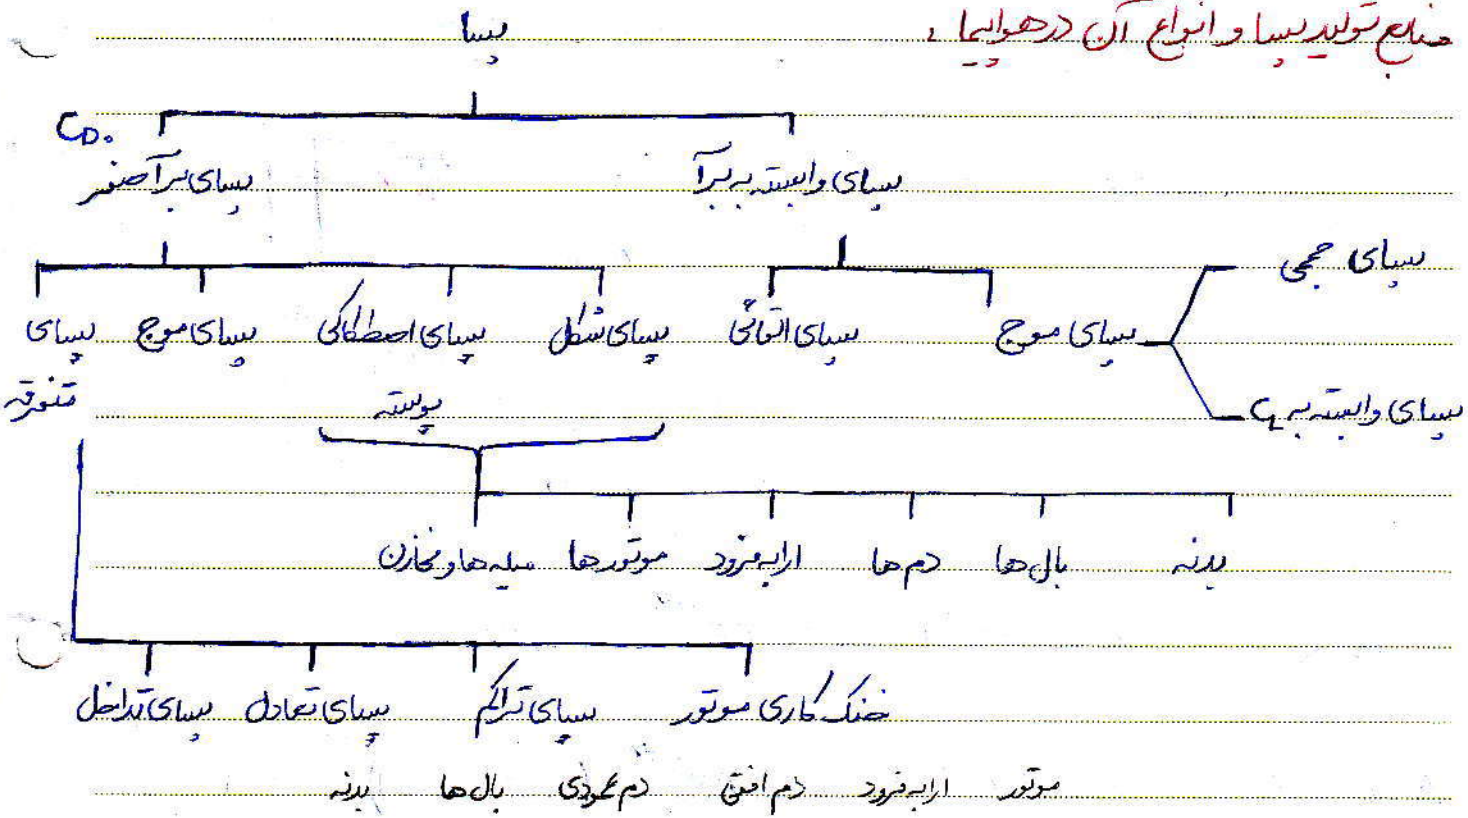 منابع تولید پسا و انواع آن در هواپیما :
پسا
پسای وابسته به برآ
پسای برآ صفر
C_D0
پسای حجمی
پسای موج
پسای القائی
پسای شکل
پسای اصطکاکی
پسای موج
پسای
پسای وابسته به C_L
پوسته
متفرقه
بدنه
بال‌ها
دم‌ها
ارابه فرود
موتورها
میله‌ها و مخازن
خنک کاری موتور
پسای تراکم
پسای تعادل
پسای تداخل
موتور
ارابه فرود
دم افقی
دم عمودی
بال‌ها
بدنه